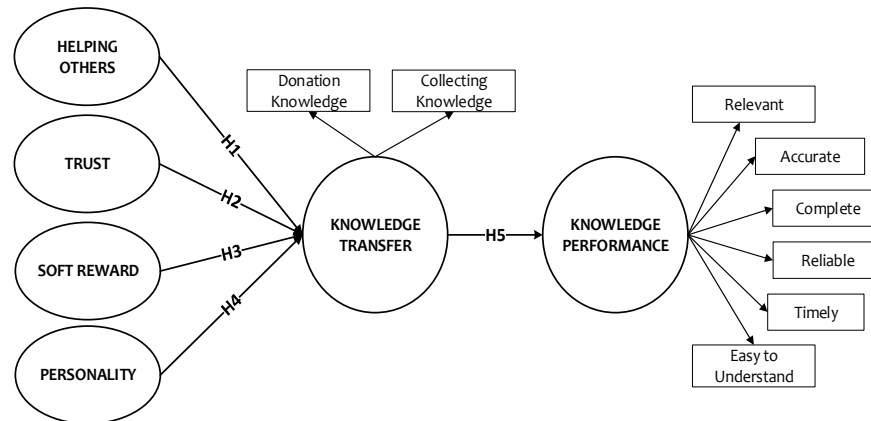 HELPING
OTHERS
TRUST
SOFT REWARD
PERSONALITY
H1
H2
H3
H4
Donation
Knowledge
Collecting
Knowledge
KNOWLEDGE
TRANSFER
H5
KNOWLEDGE
PERFORMANCE
Relevant
Accurate
Complete
Reliable
Timely
Easy to
Understand